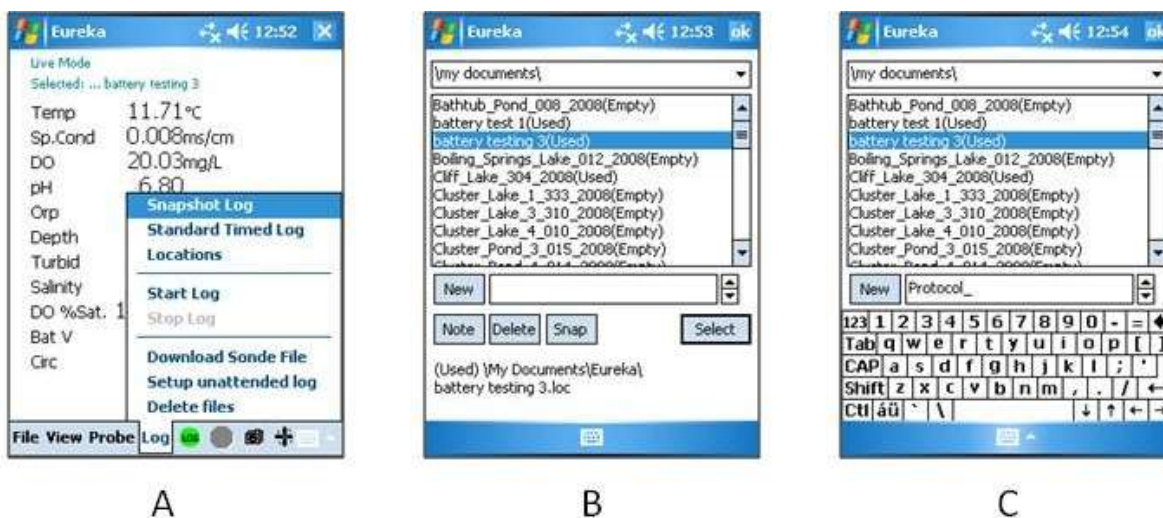 Eureka 12:52
Live Mode
Selected: ... battery testing 3
Temp 11.71°C
Sp.Cond 0.008ms/cm
DO 20.03mg/L
pH 6.80
Orp
Depth
Turbid
Salinity
DO %Sat. 1
Bat V
Circ
Snapshot Log
Standard Timed Log
Locations
Start Log
Stop Log
Download Sonde File
Setup unattended log
Delete files
File View Probe Log LOG
A
Eureka 12:53 ok
\my documents\
Bathtub_Pond_008_2008(Empty)
battery test 1(Used)
battery testing 3(Used)
Boiling_Springs_Lake_012_2008(Empty)
Cliff_Lake_304_2008(Used)
Cluster_Lake_1_333_2008(Empty)
Cluster_Lake_3_310_2008(Empty)
Cluster_Lake_4_010_2008(Empty)
Cluster_Pond_3_015_2008(Empty)
New
Note Delete Snap Select
(Used) \My Documents\Eureka\
battery testing 3.loc
B
Eureka 12:54 ok
\my documents\
Bathtub_Pond_008_2008(Empty)
battery test 1(Used)
battery testing 3(Used)
Boiling_Springs_Lake_012_2008(Empty)
Cliff_Lake_304_2008(Used)
Cluster_Lake_1_333_2008(Empty)
Cluster_Lake_3_310_2008(Empty)
Cluster_Lake_4_010_2008(Empty)
Cluster_Pond_3_015_2008(Empty)
New Protocol_
123 1 2 3 4 5 6 7 8 9 0 - =
Tab q w e r t y u i o p [ ]
CAP a s d f g h j k l ; '
Shift z x c v b n m , . /
Ctl áü ` \
C